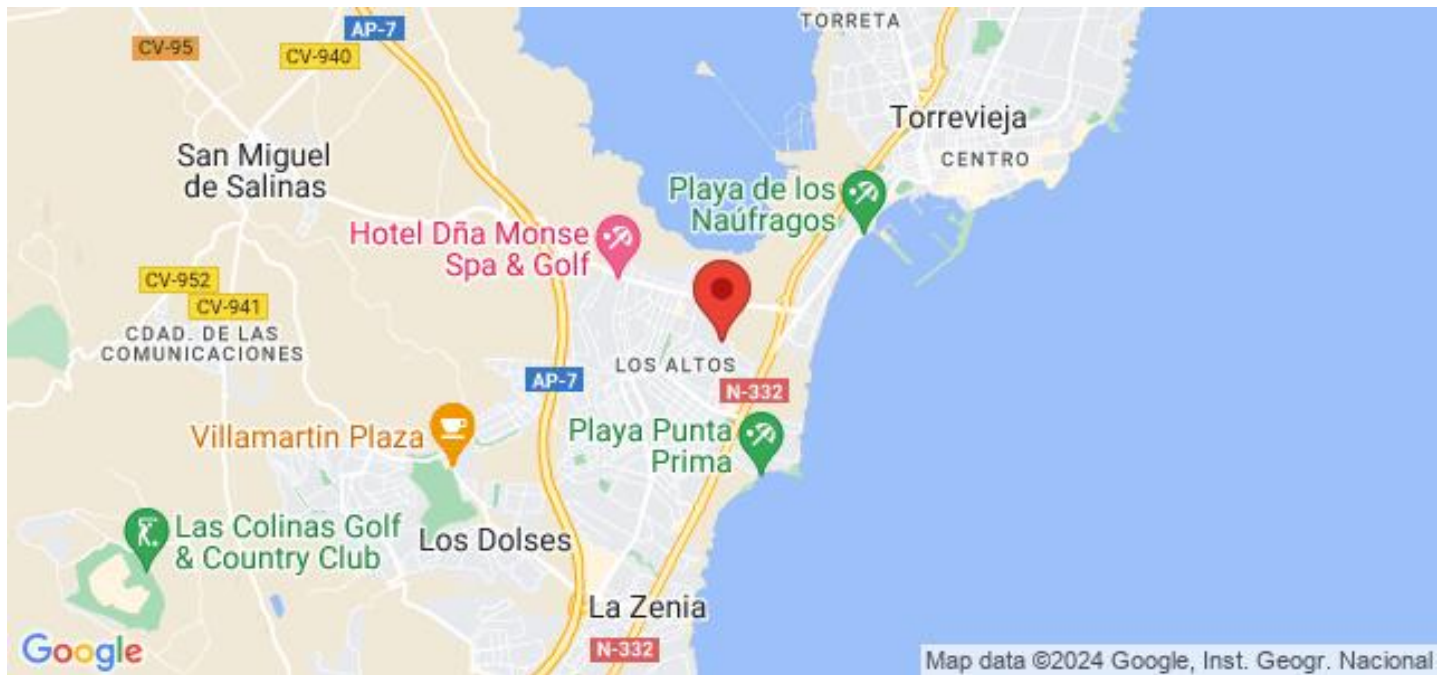 TORRETA
AP-7
CV-95
CV-940
Torrevieja
San Miguel
de Salinas
CENTRO
Playa de los
Naúfragos
Hotel Dña Monse
Spa & Golf
CV-952
CV-941
CDAD. DE LAS
COMUNICACIONES
LOS ALTOS
AP-7
N-332
Villamartin Plaza
Playa Punta
Prima
Las Colinas Golf
& Country Club
Los Dolses
La Zenia
N-332
Google
Map data ©2024 Google, Inst. Geogr. Nacional